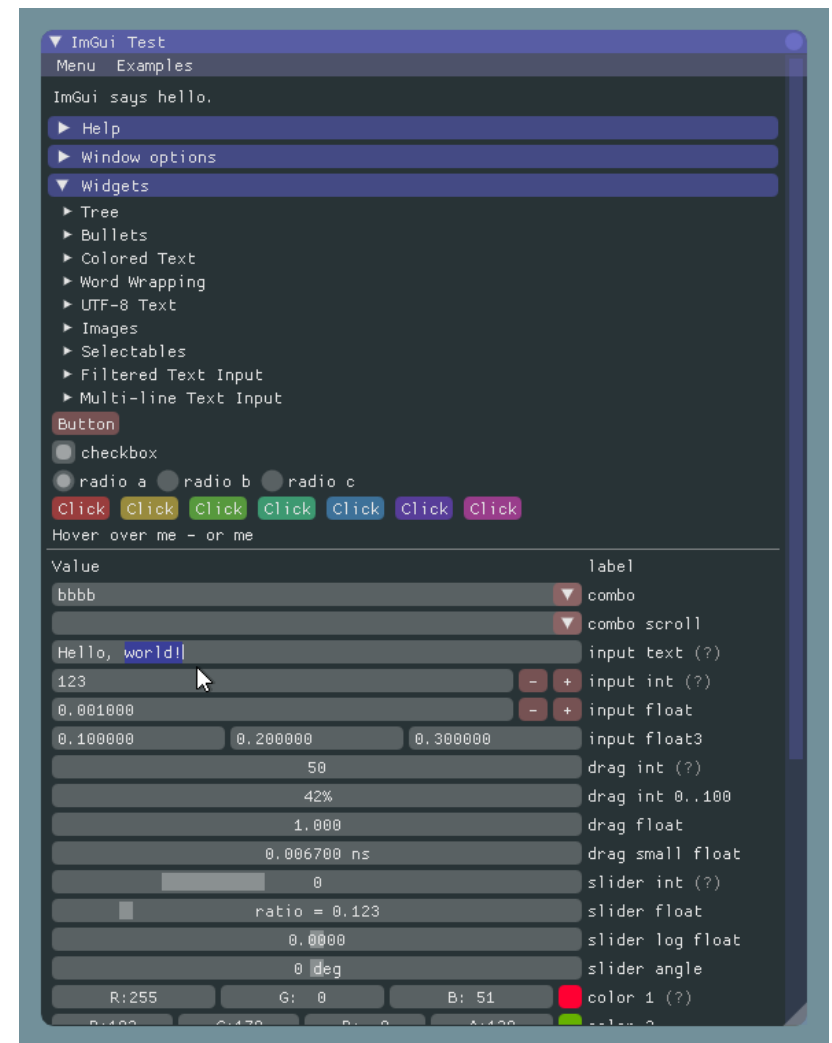 ImGui Test
Menu Examples
ImGui says hello.
Help
Window options
Widgets
Tree
Bullets
Colored Text
Word Wrapping
UTF-8 Text
Images
Selectables
Filtered Text Input
Multi-line Text Input
Button
checkbox
radio a radio b radio c
Click Click Click Click Click Click Click
Hover over me - or me
Value label
bbbb combo
combo scroll
Hello, world! input text (?)
123 - + input int (?)
0.001000 - + input float
0.100000 0.200000 0.300000 input float3
50 drag int (?)
42% drag int 0..100
1.000 drag float
0.006700 ns drag small float
0 slider int (?)
ratio = 0.123 slider float
0.0000 slider log float
0 deg slider angle
R:255 G: 0 B: 51 color 1 (?)